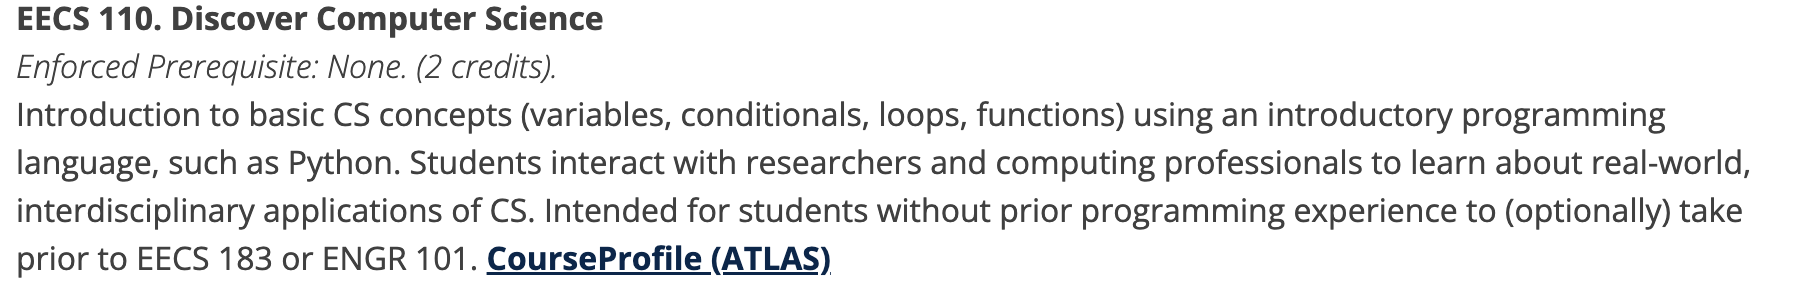 EECS 110. Discover Computer Science
Enforced Prerequisite: None. (2 credits).
Introduction to basic CS concepts (variables, conditionals, loops, functions) using an introductory programming
language, such as Python. Students interact with researchers and computing professionals to learn about real-world,
interdisciplinary applications of CS. Intended for students without prior programming experience to (optionally) take
prior to EECS 183 or ENGR 101. CourseProfile (ATLAS)